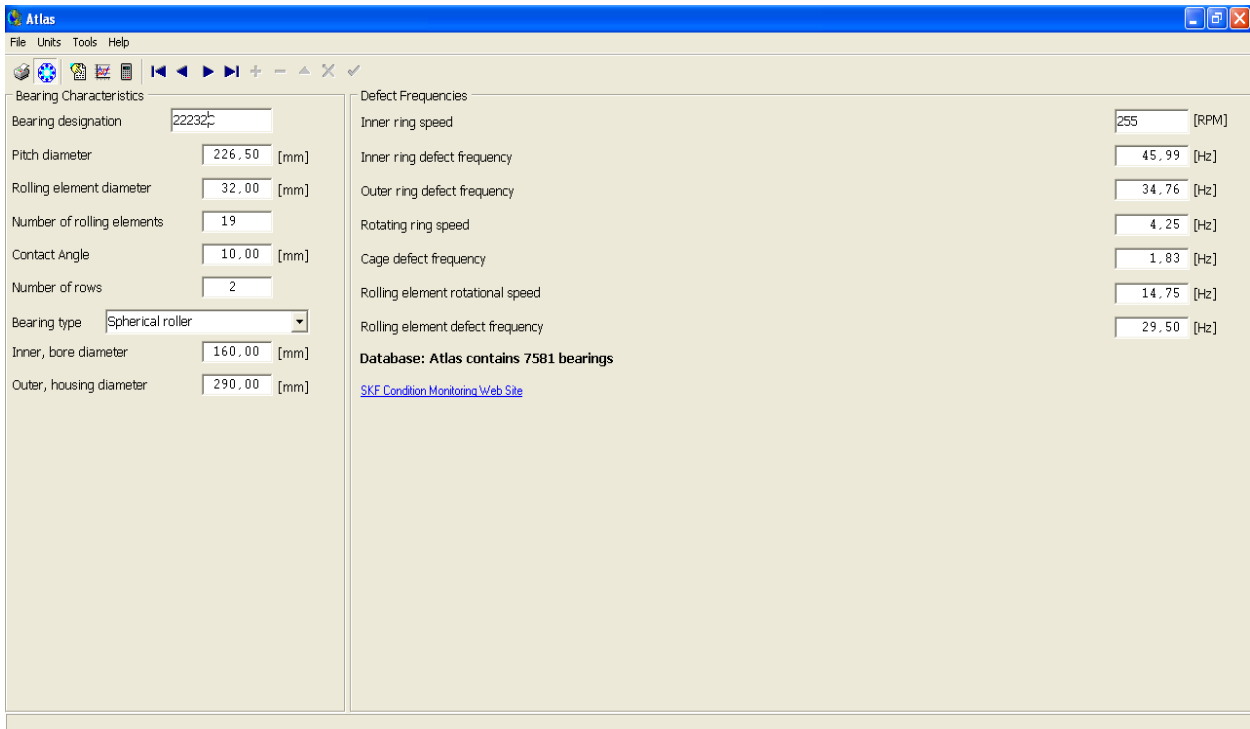 Atlas
File Units Tools Help
Bearing Characteristics
Bearing designation 22232C
Pitch diameter 226,50 [mm]
Rolling element diameter 32,00 [mm]
Number of rolling elements 19
Contact Angle 10,00 [mm]
Number of rows 2
Bearing type Spherical roller
Inner, bore diameter 160,00 [mm]
Outer, housing diameter 290,00 [mm]
Defect Frequencies
Inner ring speed 255 [RPM]
Inner ring defect frequency 45,99 [Hz]
Outer ring defect frequency 34,76 [Hz]
Rotating ring speed 4,25 [Hz]
Cage defect frequency 1,83 [Hz]
Rolling element rotational speed 14,75 [Hz]
Rolling element defect frequency 29,50 [Hz]
Database: Atlas contains 7581 bearings
SKF Condition Monitoring Web Site